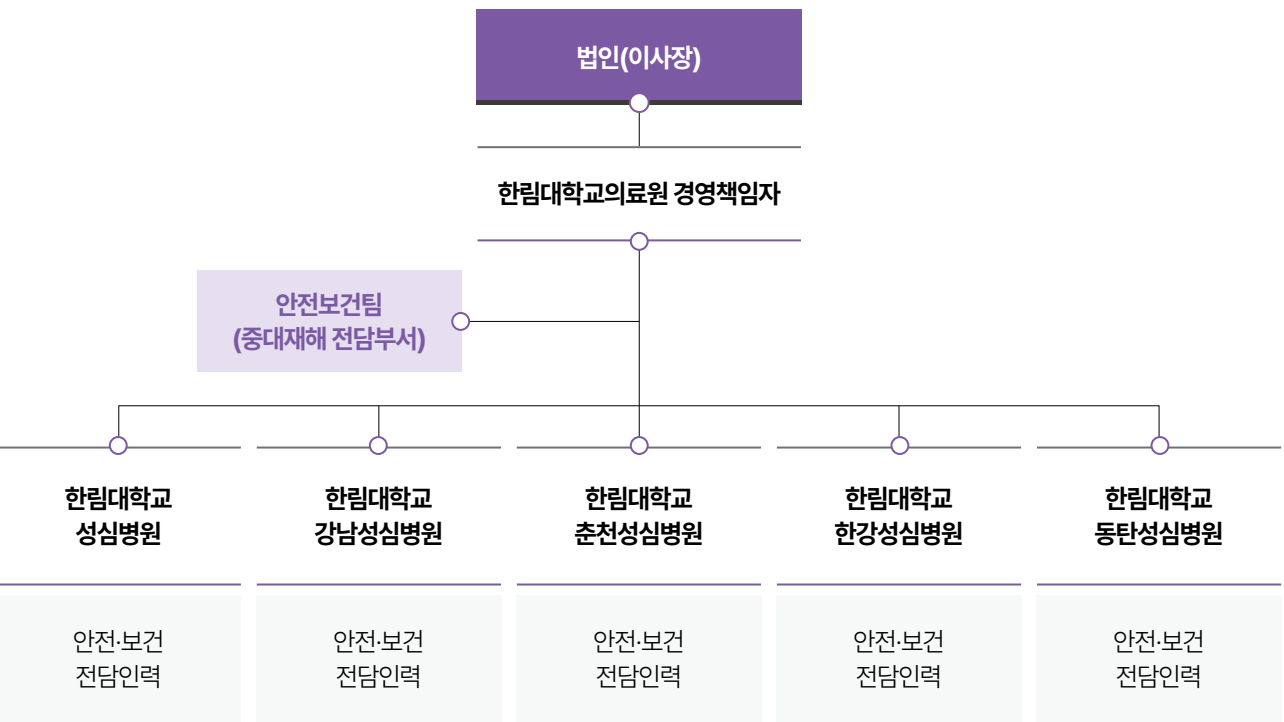 법인(이사장)
한림대학교의료원 경영책임자
안전보건팀
(중대재해 전담부서)
한림대학교
성심병원
한림대학교
강남성심병원
한림대학교
춘천성심병원
한림대학교
한강성심병원
한림대학교
동탄성심병원
안전·보건
전담인력
안전·보건
전담인력
안전·보건
전담인력
안전·보건
전담인력
안전·보건
전담인력